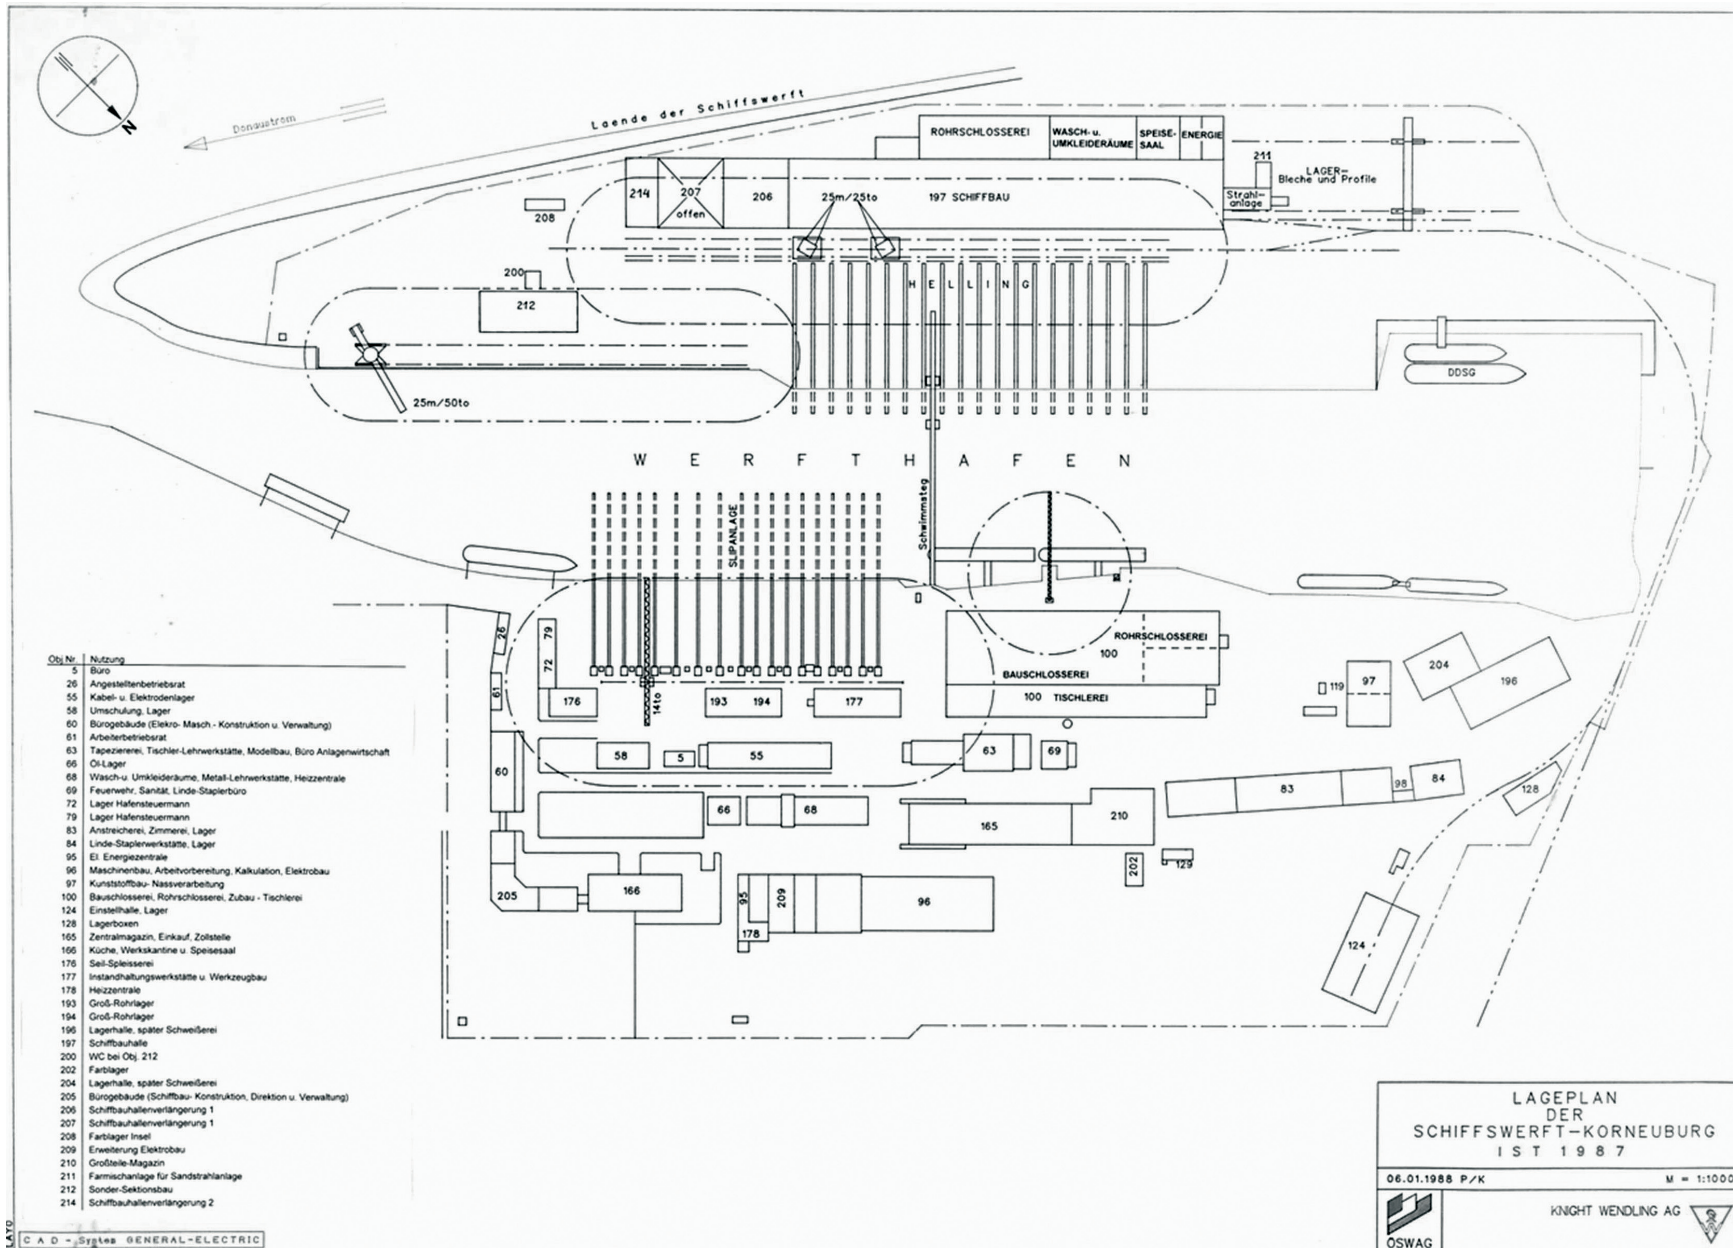 N
Donaustrom
Laende der Schiffswerft
ROHRSCHLOSSEREI
WASCH- u.
UMKLEIDERÄUME
SPEISE-
SAAL
ENERGIE
211
LAGER-
Bleche und Profile
Strahl-
anlage
214
207
offen
206
25m/25to
197 SCHIFFBAU
208
200
212
HELLING
25m/50to
DDSG
WERFTHAFEN
SLIPANLAGE
Schwimmsteg
26
79
72
61
176
14to
193
194
177
ROHRSCHLOSSEREI
100
BAUSCHLOSSEREI
100 TISCHLEREI
119
97
204
196
60
58
5
55
63
69
66
68
165
210
83
98
84
128
202
129
205
166
95
178
209
96
124
Obj Nr. Nutzung
5 Büro
26 Angestelltenbetriebsrat
55 Kabel- u. Elektrodenlager
58 Umschulung, Lager
60 Bürogebäude (Elekro- Masch.- Konstruktion u. Verwaltung)
61 Arbeiterbetriebsrat
63 Tapeziererei, Tischler-Lehrwerkstätte, Modellbau, Büro Anlagenwirtschaft
66 Öl-Lager
68 Wasch-u. Umkleideräume, Metall-Lehrwerkstätte, Heizzentrale
69 Feuerwehr, Sanität, Linde-Staplerbüro
72 Lager Hafensteuermann
79 Lager Hafensteuermann
83 Anstreicherei, Zimmerei, Lager
84 Linde-Staplerwerkstätte, Lager
95 El. Energiezentrale
96 Maschinenbau, Arbeitvorbereitung, Kalkulation, Elektrobau
97 Kunststoffbau- Nassverarbeitung
100 Bauschlosserei, Rohrschlosserei, Zubau - Tischlerei
124 Einstellhalle, Lager
128 Lagerboxen
165 Zentralmagazin, Einkauf, Zollstelle
166 Küche, Werkskantine u. Speisesaal
176 Seil-Spleisserei
177 Instandhaltungswerkstätte u. Werkzeugbau
178 Heizzentrale
193 Groß-Rohrlager
194 Groß-Rohrlager
196 Lagerhalle, später Schweißerei
197 Schiffbauhalle
200 WC bei Obj. 212
202 Farblager
204 Lagerhalle, später Schweißerei
205 Bürogebäude (Schiffbau- Konstruktion, Direktion u. Verwaltung)
206 Schiffbauhallenverlängerung 1
207 Schiffbauhallenverlängerung 1
208 Farblager Insel
209 Erweiterung Elektrobau
210 Großteile-Magazin
211 Farmischanlage für Sandstrahlanlage
212 Sonder-Sektionsbau
214 Schiffbauhallenverlängerung 2
CAD - System GENERAL-ELECTRIC
LAGEPLAN
DER
SCHIFFSWERFT-KORNEUBURG
IST 1987
06.01.1988 P/K M = 1:1000
ÖSWAG
KNIGHT WENDLING AG